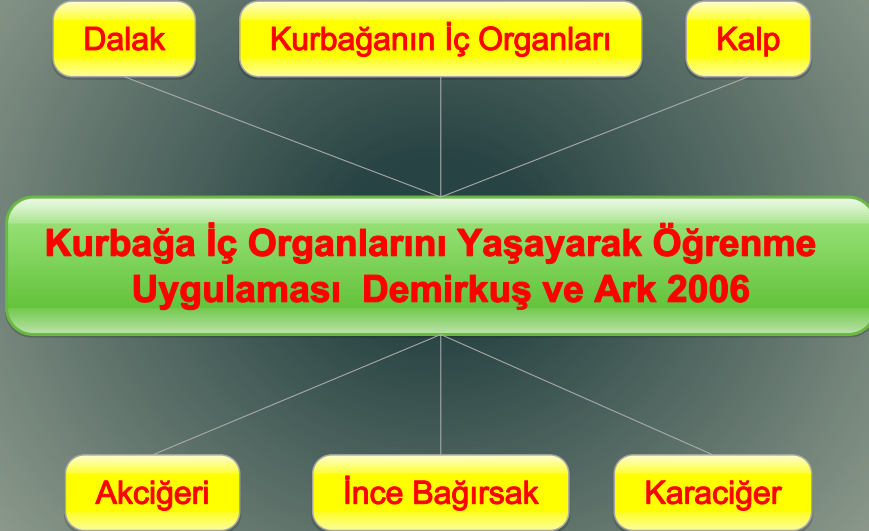 Dalak
Kurbağanın İç Organları
Kalp
Kurbağa İç Organlarını Yaşayarak Öğrenme
Uygulaması Demirkuş ve Ark 2006
Akciğeri
İnce Bağırsak
Karaciğer